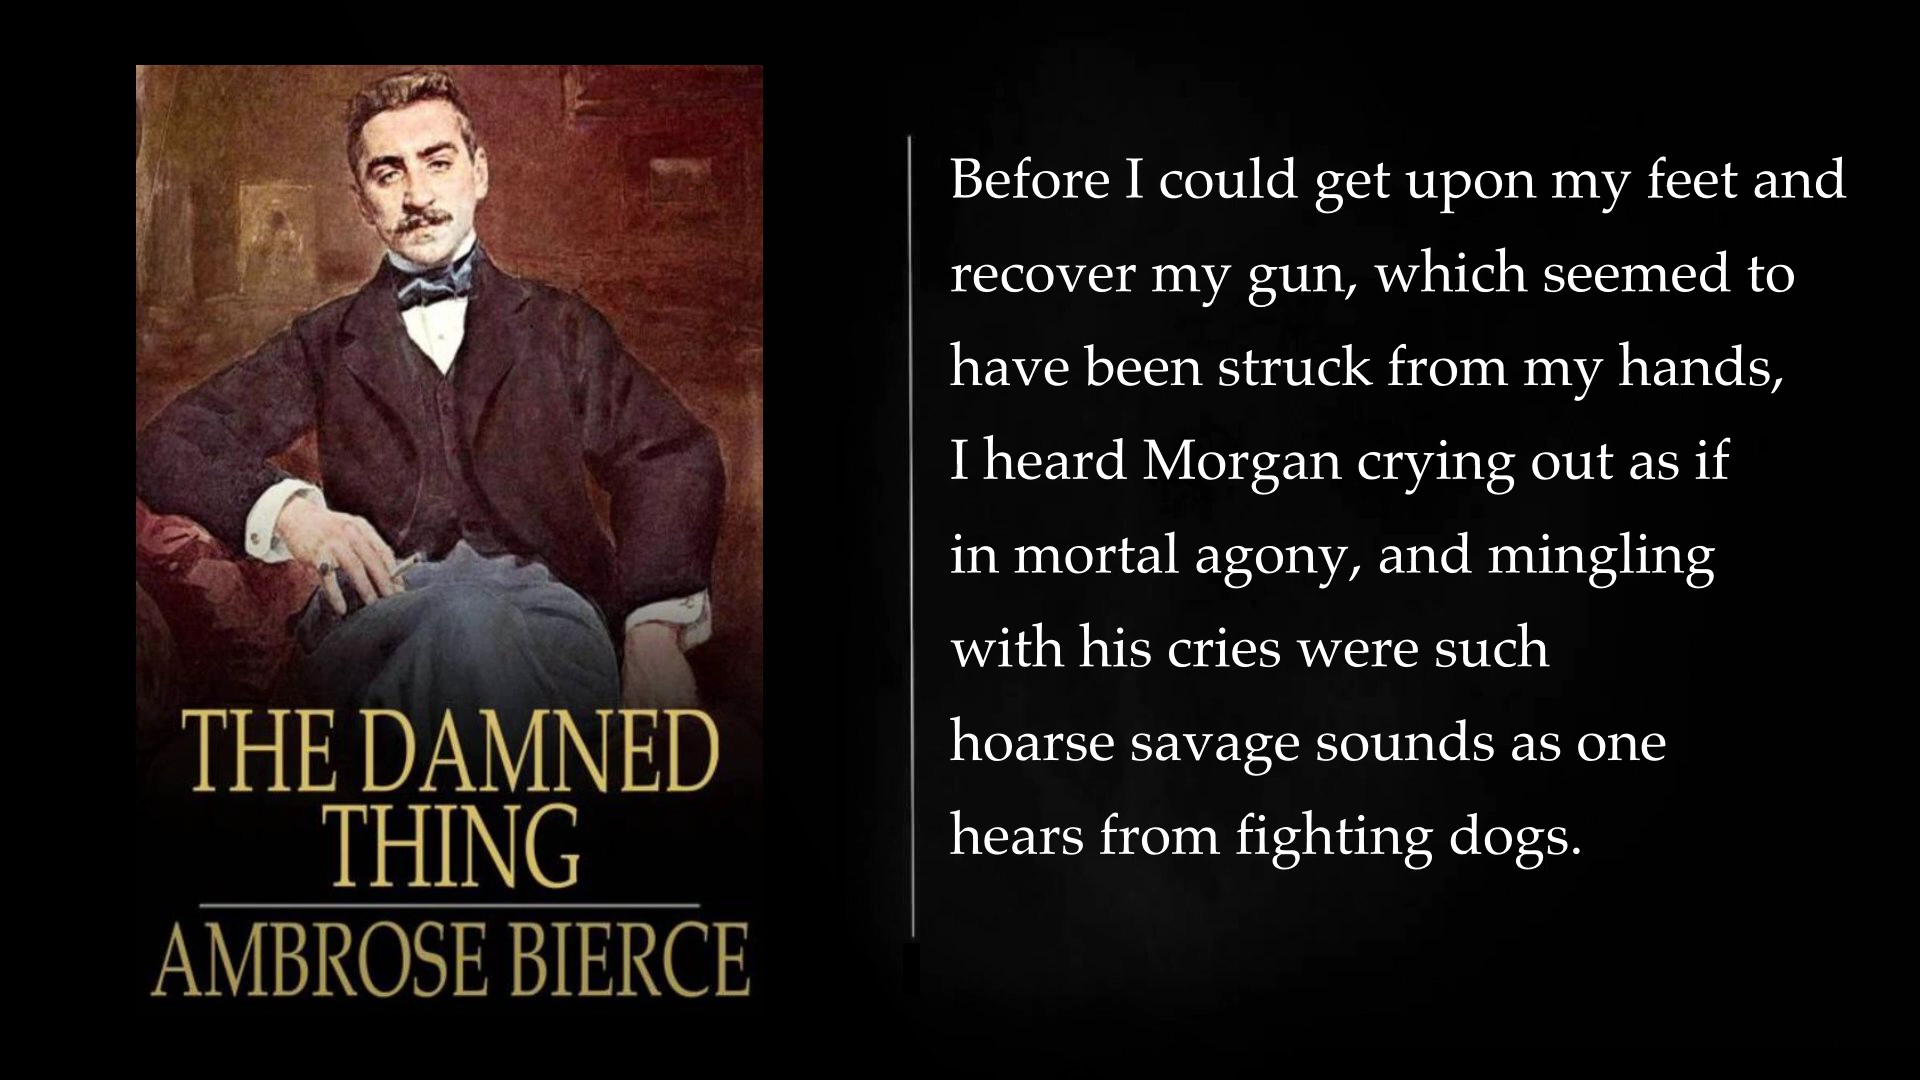 THE DAMNED
THING
AMBROSE BIERCE
Before I could get upon my feet and
recover my gun, which seemed to
have been struck from my hands,
I heard Morgan crying out as if
in mortal agony, and mingling
with his cries were such
hoarse savage sounds as one
hears from fighting dogs.